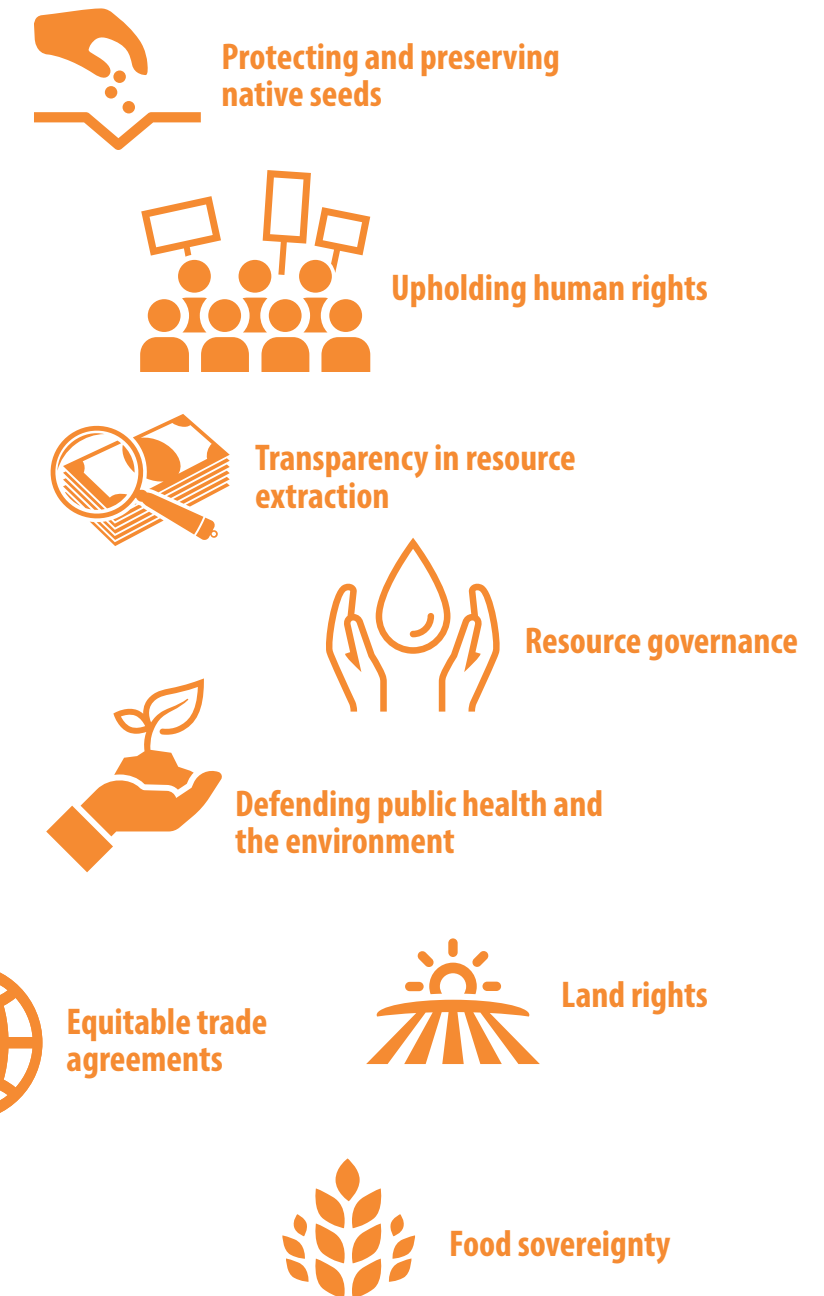 Protecting and preserving
native seeds
Upholding human rights
Transparency in resource
extraction
Resource governance
Defending public health and
the environment
Land rights
Equitable trade
agreements
Food sovereignty